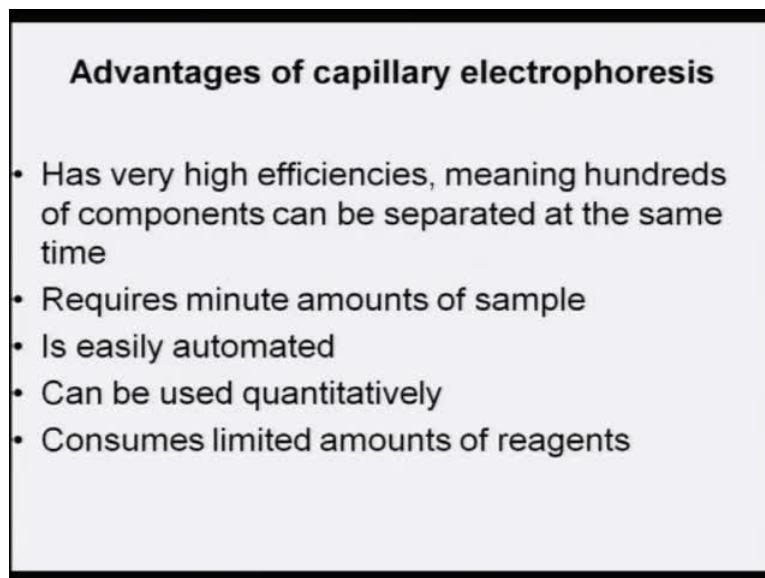 Advantages of capillary electrophoresis
• Has very high efficiencies, meaning hundreds
of components can be separated at the same
time
• Requires minute amounts of sample
• Is easily automated
• Can be used quantitatively
• Consumes limited amounts of reagents